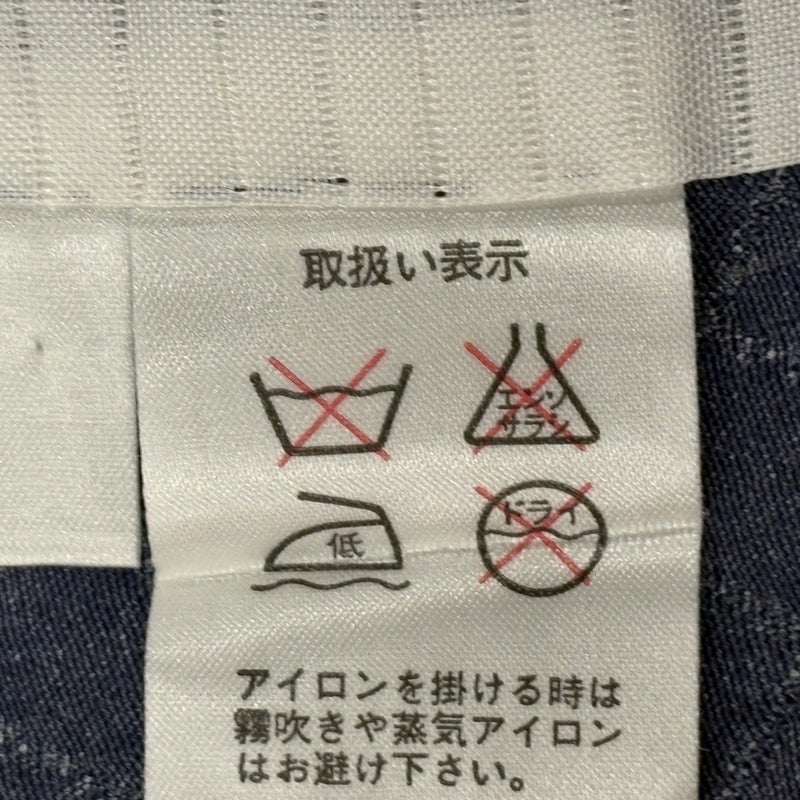 取扱い表示
エンソ
サラシ
低
ドライ
アイロンを掛ける時は
霧吹きや蒸気アイロン
はお避け下さい。